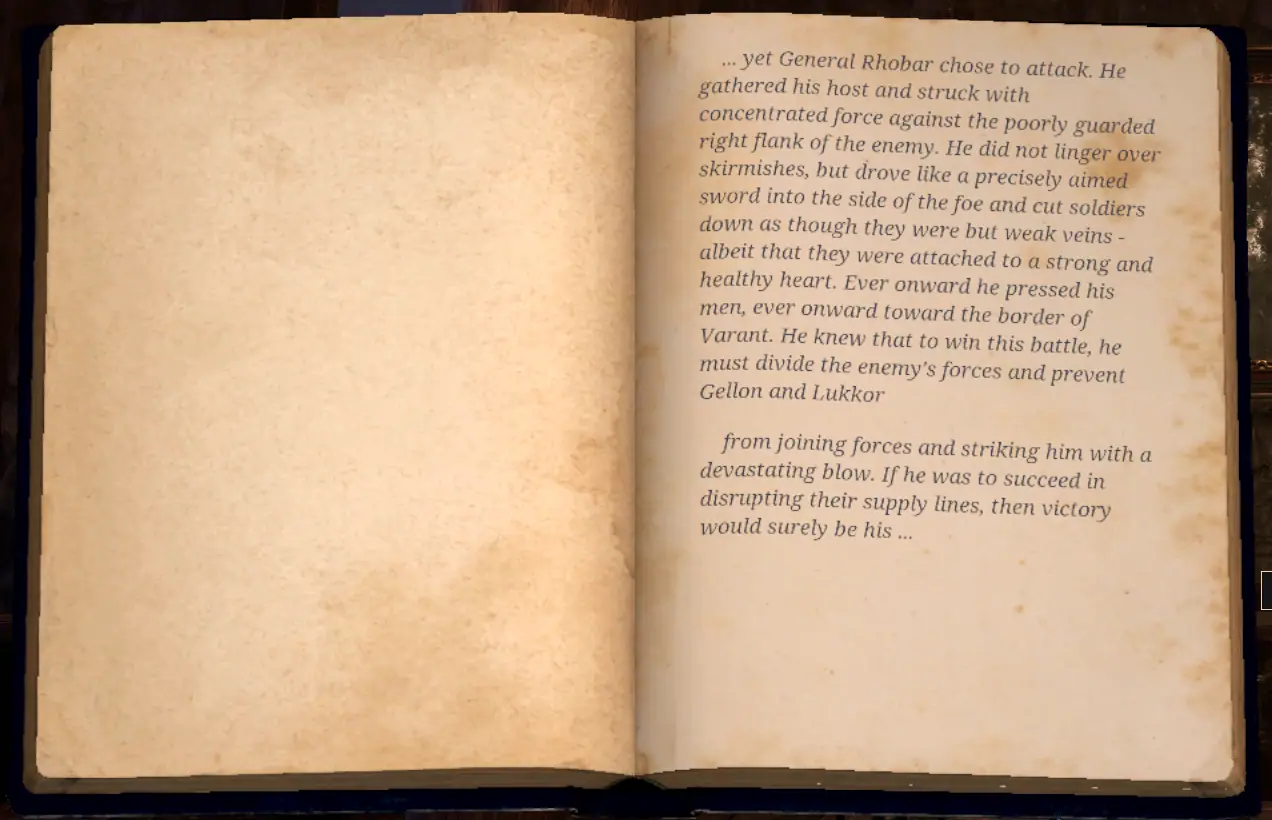 ... yet General Rhobar chose to attack. He
gathered his host and struck with
concentrated force against the poorly guarded
right flank of the enemy. He did not linger over
skirmishes, but drove like a precisely aimed
sword into the side of the foe and cut soldiers
down as though they were but weak veins -
albeit that they were attached to a strong and
healthy heart. Ever onward he pressed his
men, ever onward toward the border of
Varant. He knew that to win this battle, he
must divide the enemy's forces and prevent
Gellon and Lukkor
from joining forces and striking him with a
devastating blow. If he was to succeed in
disrupting their supply lines, then victory
would surely be his ...